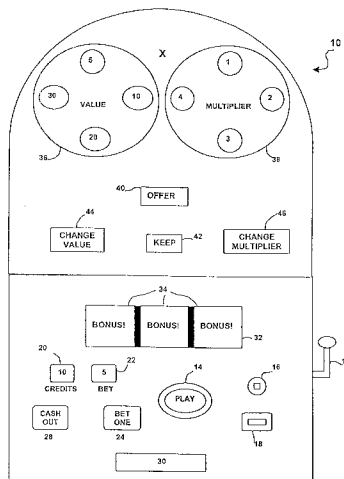 10
X
5
30
VALUE
10
20
1
4
MULTIPLIER
2
3
36
38
40
OFFER
44
CHANGE VALUE
KEEP
42
46
CHANGE MULTIPLIER
34
BONUS! BONUS! BONUS!
32
20
10
CREDITS
5
BET
22
14
PLAY
16
18
CASH OUT
28
BET ONE
24
30